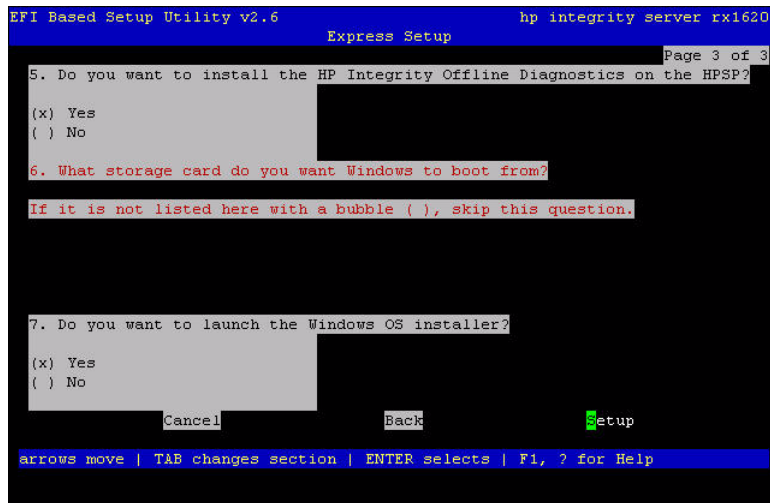 EFI Based Setup Utility v2.6 hp integrity server rx1620
Express Setup
Page 3 of 3
5. Do you want to install the HP Integrity Offline Diagnostics on the HPSP?
(x) Yes
( ) No
6. What storage card do you want Windows to boot from?
If it is not listed here with a bubble ( ), skip this question.
7. Do you want to launch the Windows OS installer?
(x) Yes
( ) No
Cancel Back Setup
arrows move | TAB changes section | ENTER selects | F1, ? for Help